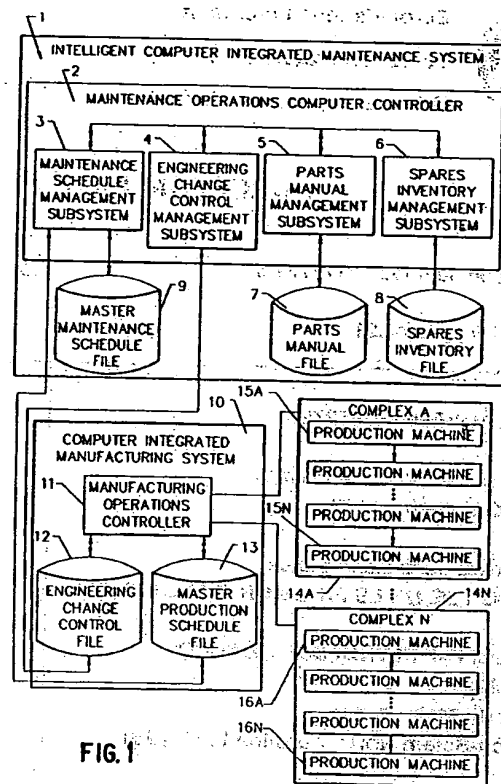 1
INTELLIGENT COMPUTER INTEGRATED MAINTENANCE SYSTEM
2
MAINTENANCE OPERATIONS COMPUTER CONTROLLER
3
4
5
6
MAINTENANCE
SCHEDULE
MANAGEMENT
SUBSYSTEM
ENGINEERING
CHANGE
CONTROL
MANAGEMENT
SUBSYSTEM
PARTS
MANUAL
MANAGEMENT
SUBSYSTEM
SPARES
INVENTORY
MANAGEMENT
SUBSYSTEM
9
7
8
MASTER
MAINTENANCE
SCHEDULE
FILE
PARTS
MANUAL
FILE
SPARES
INVENTORY
FILE
10
COMPUTER INTEGRATED
MANUFACTURING SYSTEM
11
MANUFACTURING
OPERATIONS
CONTROLLER
12
13
ENGINEERING
CHANGE
CONTROL
FILE
MASTER
PRODUCTION
SCHEDULE
FILE
15A
COMPLEX A
PRODUCTION MACHINE
PRODUCTION MACHINE
PRODUCTION MACHINE
15N
PRODUCTION MACHINE
14A
14N
COMPLEX N
PRODUCTION MACHINE
16A
PRODUCTION MACHINE
PRODUCTION MACHINE
16N
PRODUCTION MACHINE
FIG. 1